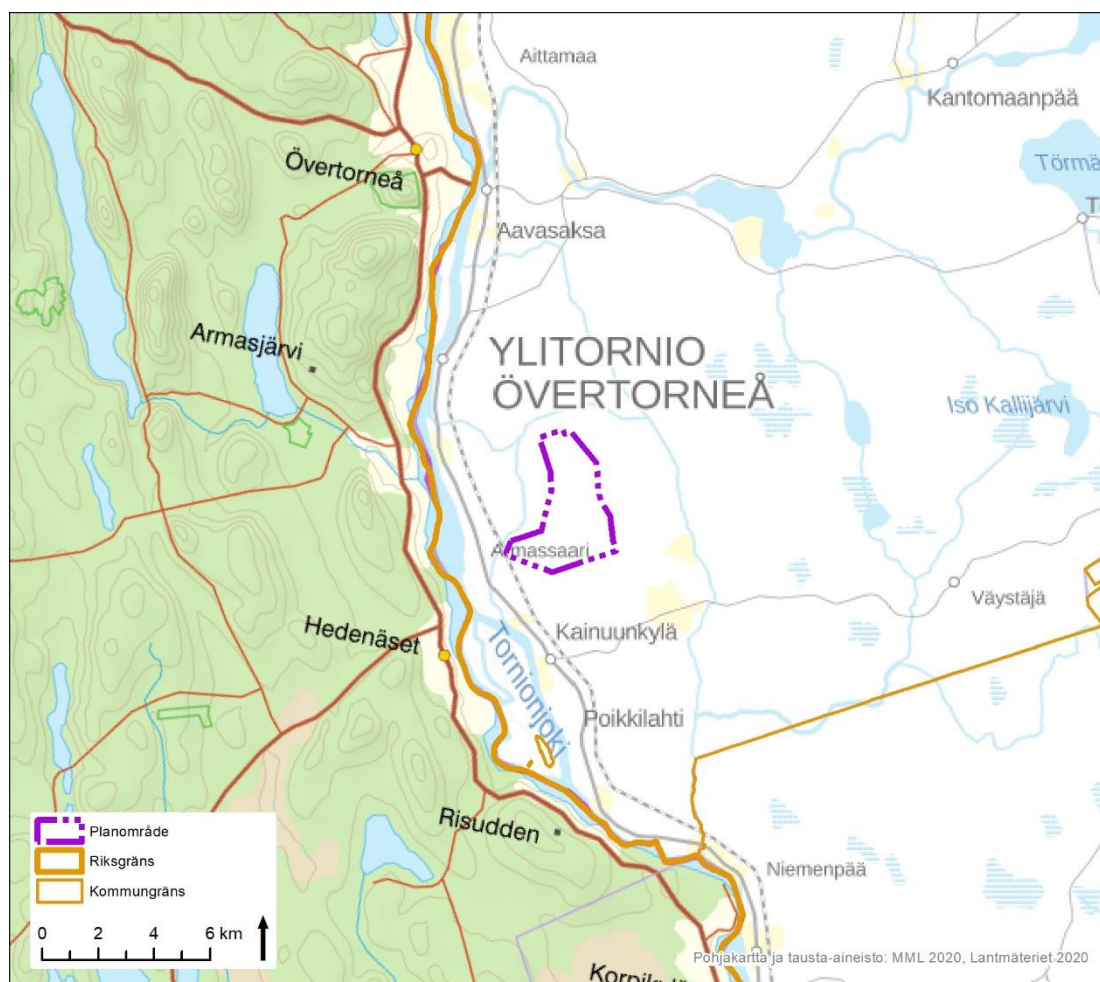 Aittamaa
Kantomaanpää
Övertorneå
Törmä
Aavasaksa
Armasjärvi
YLITORNIO
ÖVERTORNEÅ
Iso Kallijärvi
Armassaari
Väystäjä
Hedenäset
Kainuunkylä
Tornionjoki
Poikkilahti
Risudden
Niemenpää
Planområde
Riksgräns
Kommungräns
0 2 4 6 km
Pohjakartta ja tausta-aineisto: MML 2020, Lantmäteriet 2020